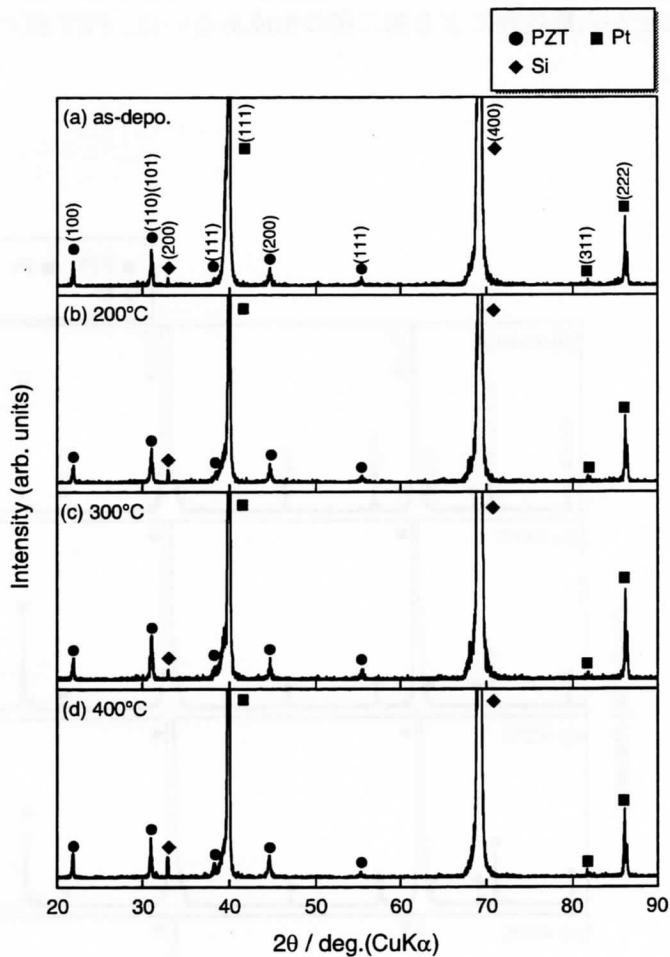 ● PZT ■ Pt
◆ Si
(a) as-depo.
(100)
(110)(101)
(200)
(111)
(111)
(200)
(111)
(400)
(311)
(222)
(b) 200°C
(c) 300°C
(d) 400°C
Intensity (arb. units)
20 30 40 50 60 70 80 90
2θ / deg.(CuKα)